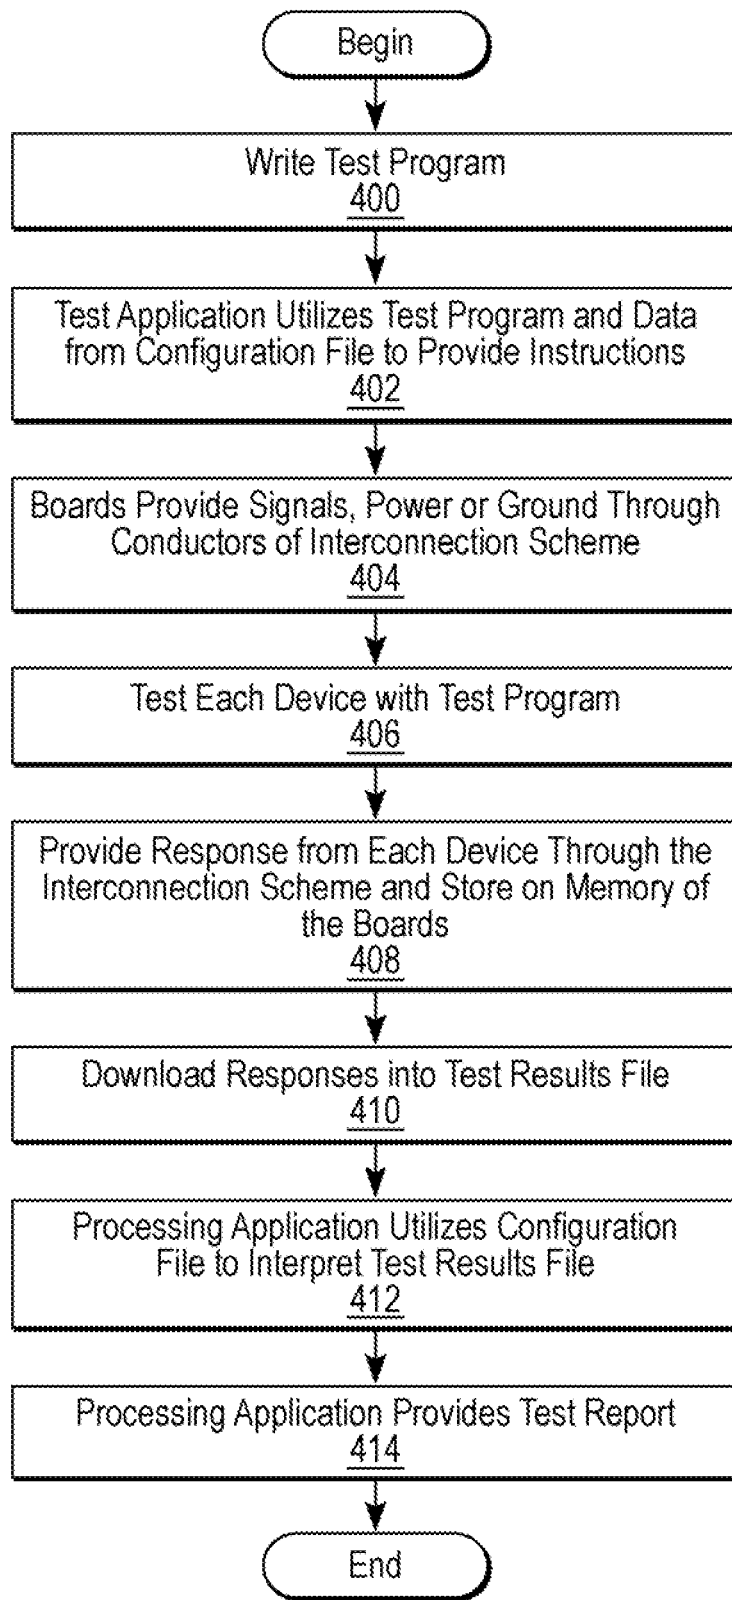 Begin
Write Test Program
400
Test Application Utilizes Test Program and Data
from Configuration File to Provide Instructions
402
Boards Provide Signals, Power or Ground Through
Conductors of Interconnection Scheme
404
Test Each Device with Test Program
406
Provide Response from Each Device Through the
Interconnection Scheme and Store on Memory of
the Boards
408
Download Responses into Test Results File
410
Processing Application Utilizes Configuration
File to Interpret Test Results File
412
Processing Application Provides Test Report
414
End